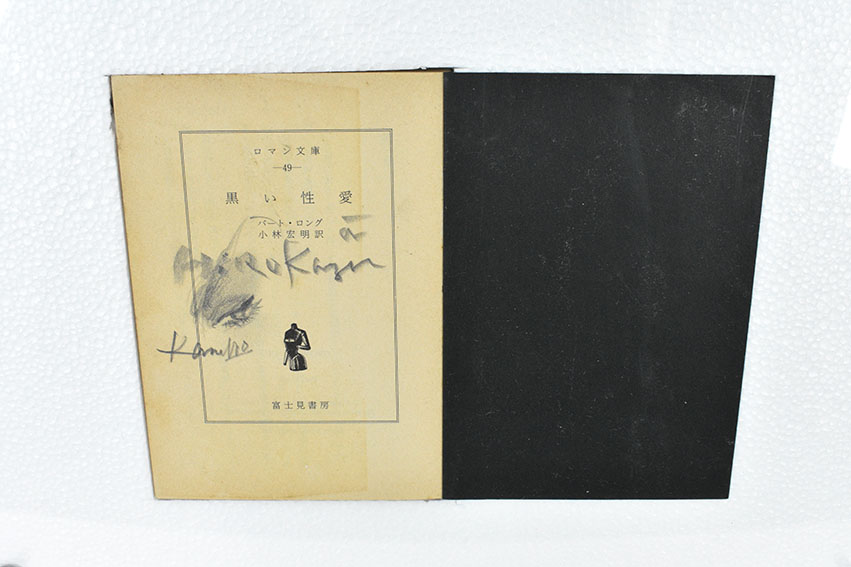 ロマン文庫
—49—
黒い性愛
バート・ロング
小林宏明訳
HiROKazu
Kaneko
富士見書房